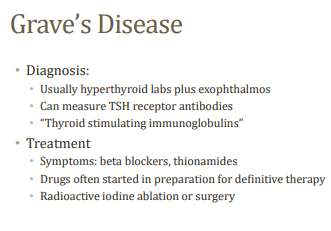 Grave's Disease
• Diagnosis:
• Usually hyperthyroid labs plus exophthalmos
• Can measure TSH receptor antibodies
• “Thyroid stimulating immunoglobulins”
• Treatment
• Symptoms: beta blockers, thionamides
• Drugs often started in preparation for definitive therapy
• Radioactive iodine ablation or surgery